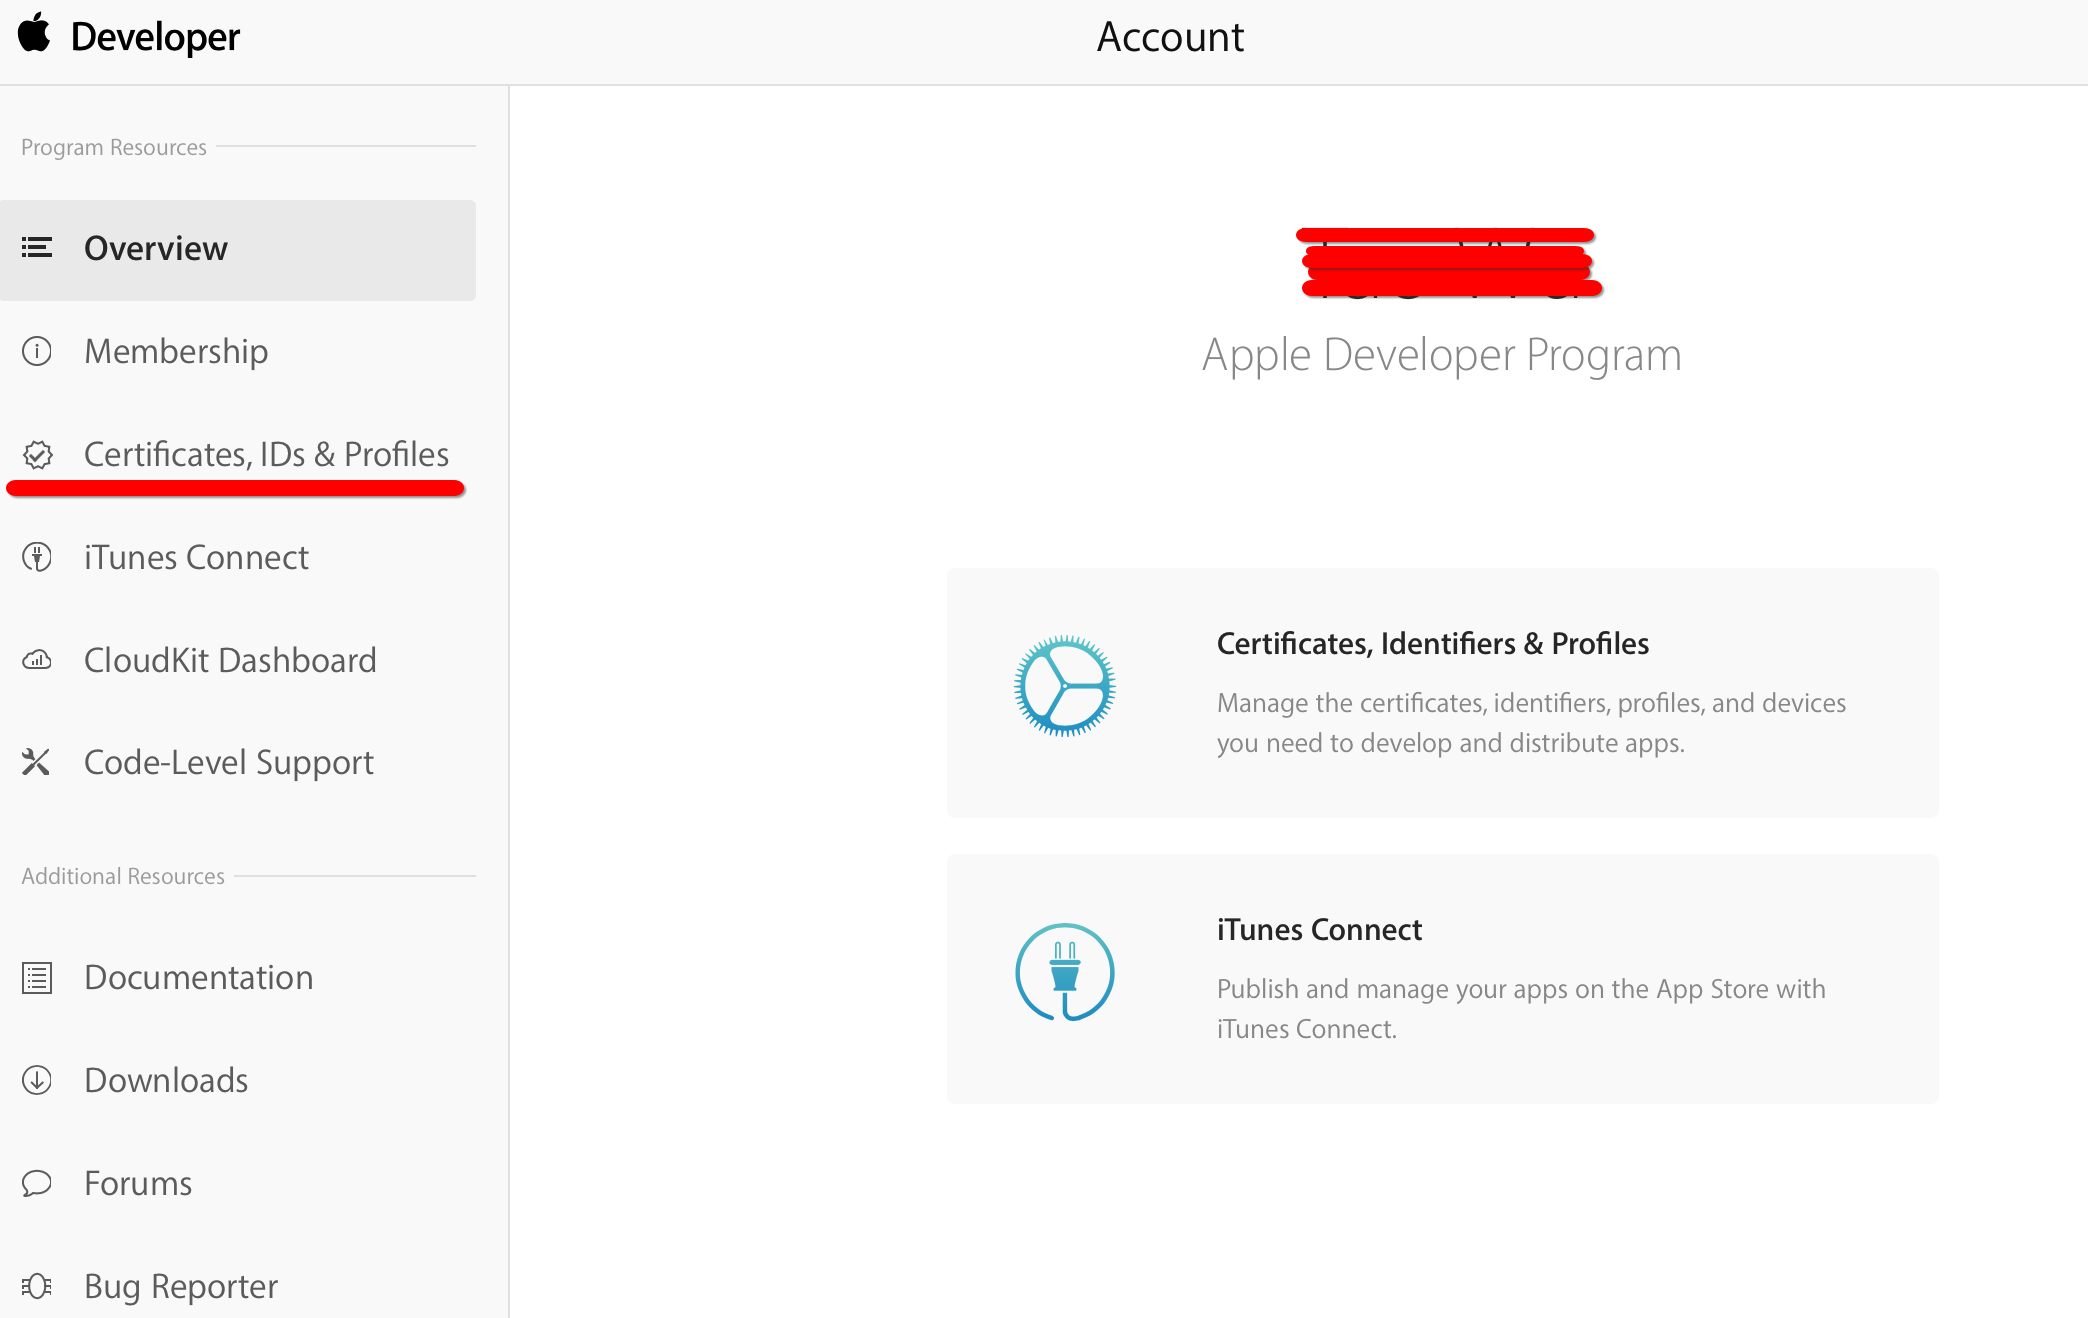 Developer
Account
Program Resources
Overview
Membership
Certificates, IDs & Profiles
iTunes Connect
CloudKit Dashboard
Code-Level Support
Additional Resources
Documentation
Downloads
Forums
Bug Reporter
Apple Developer Program
Certificates, Identifiers & Profiles
Manage the certificates, identifiers, profiles, and devices
you need to develop and distribute apps.
iTunes Connect
Publish and manage your apps on the App Store with
iTunes Connect.